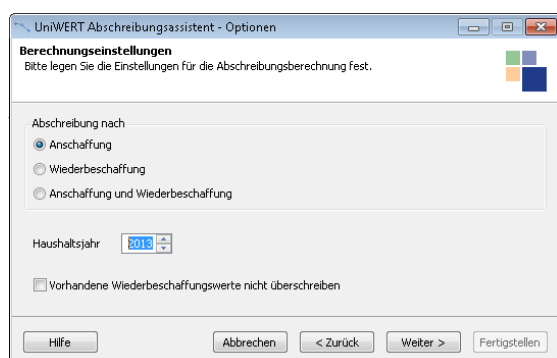 UniWERT Abschreibungsassistent - Optionen
Berechnungseinstellungen
Bitte legen Sie die Einstellungen für die Abschreibungsberechnung fest.
Abschreibung nach
Anschaffung
Wiederbeschaffung
Anschaffung und Wiederbeschaffung
Haushaltsjahr 2013
Vorhandene Wiederbeschaffungswerte nicht überschreiben
Hilfe Abbrechen < Zurück Weiter > Fertigstellen